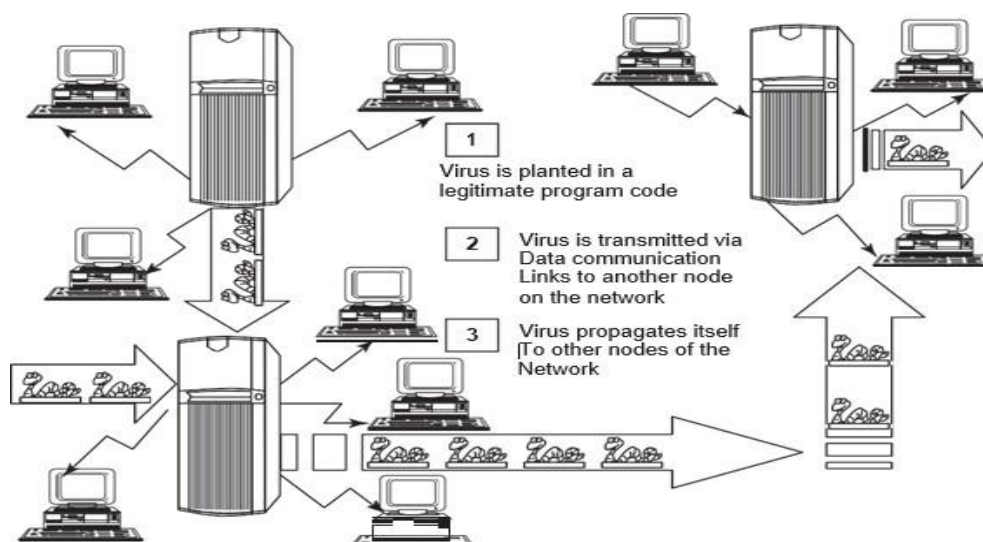 1
Virus is planted in a
legitimate program code
2
Virus is transmitted via
Data communication
Links to another node
on the network
3
Virus propagates itself
To other nodes of the
Network